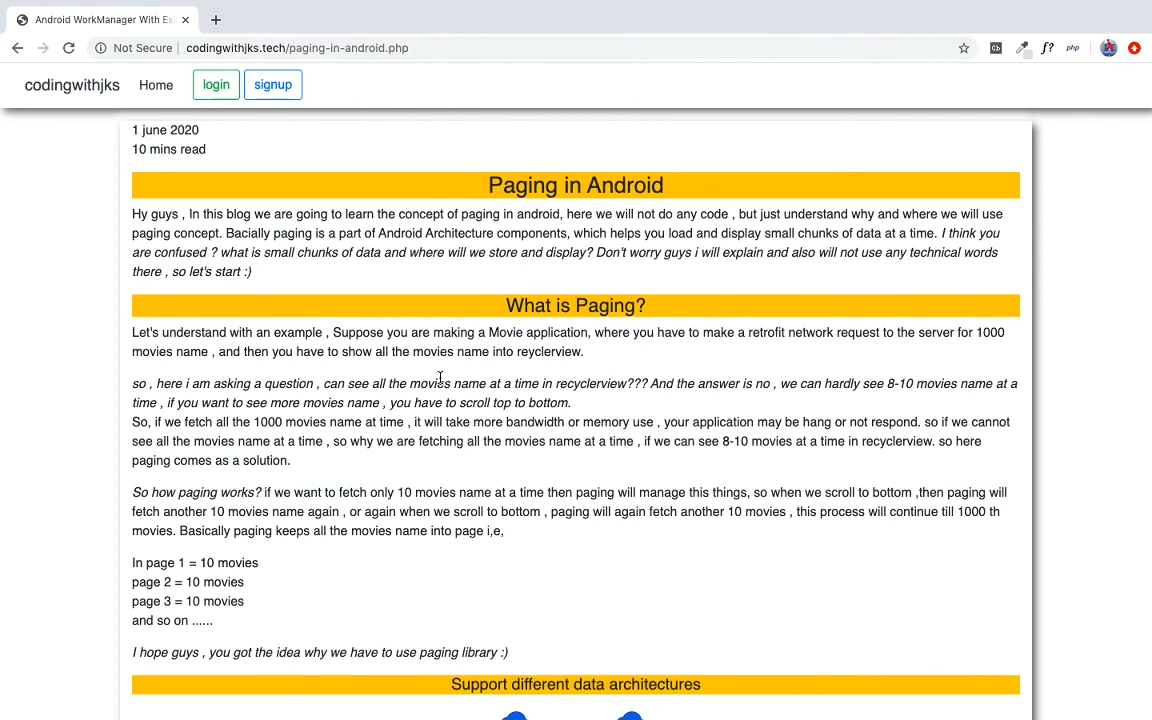 Android WorkManager With Ex
Not Secure
codingwithjks.tech/paging-in-android.php
Cb
f?
php
codingwithjks
Home
login
signup
1 june 2020
10 mins read
Paging in Android
Hy guys , In this blog we are going to learn the concept of paging in android, here we will not do any code , but just understand why and where we will use
paging concept. Bacially paging is a part of Android Architecture components, which helps you load and display small chunks of data at a time. I think you
are confused ? what is small chunks of data and where will we store and display? Don't worry guys i will explain and also will not use any technical words
there , so let's start :)
What is Paging?
Let's understand with an example , Suppose you are making a Movie application, where you have to make a retrofit network request to the server for 1000
movies name , and then you have to show all the movies name into reyclerview.
so , here i am asking a question , can see all the movies name at a time in recyclerview??? And the answer is no , we can hardly see 8-10 movies name at a
time , if you want to see more movies name , you have to scroll top to bottom.
So, if we fetch all the 1000 movies name at time , it will take more bandwidth or memory use , your application may be hang or not respond. so if we cannot
see all the movies name at a time , so why we are fetching all the movies name at a time , if we can see 8-10 movies at a time in recyclerview. so here
paging comes as a solution.
So how paging works? if we want to fetch only 10 movies name at a time then paging will manage this things, so when we scroll to bottom ,then paging will
fetch another 10 movies name again , or again when we scroll to bottom , paging will again fetch another 10 movies , this process will continue till 1000 th
movies. Basically paging keeps all the movies name into page i,e,
In page 1 = 10 movies
page 2 = 10 movies
page 3 = 10 movies
and so on ......
I hope guys , you got the idea why we have to use paging library :)
Support different data architectures